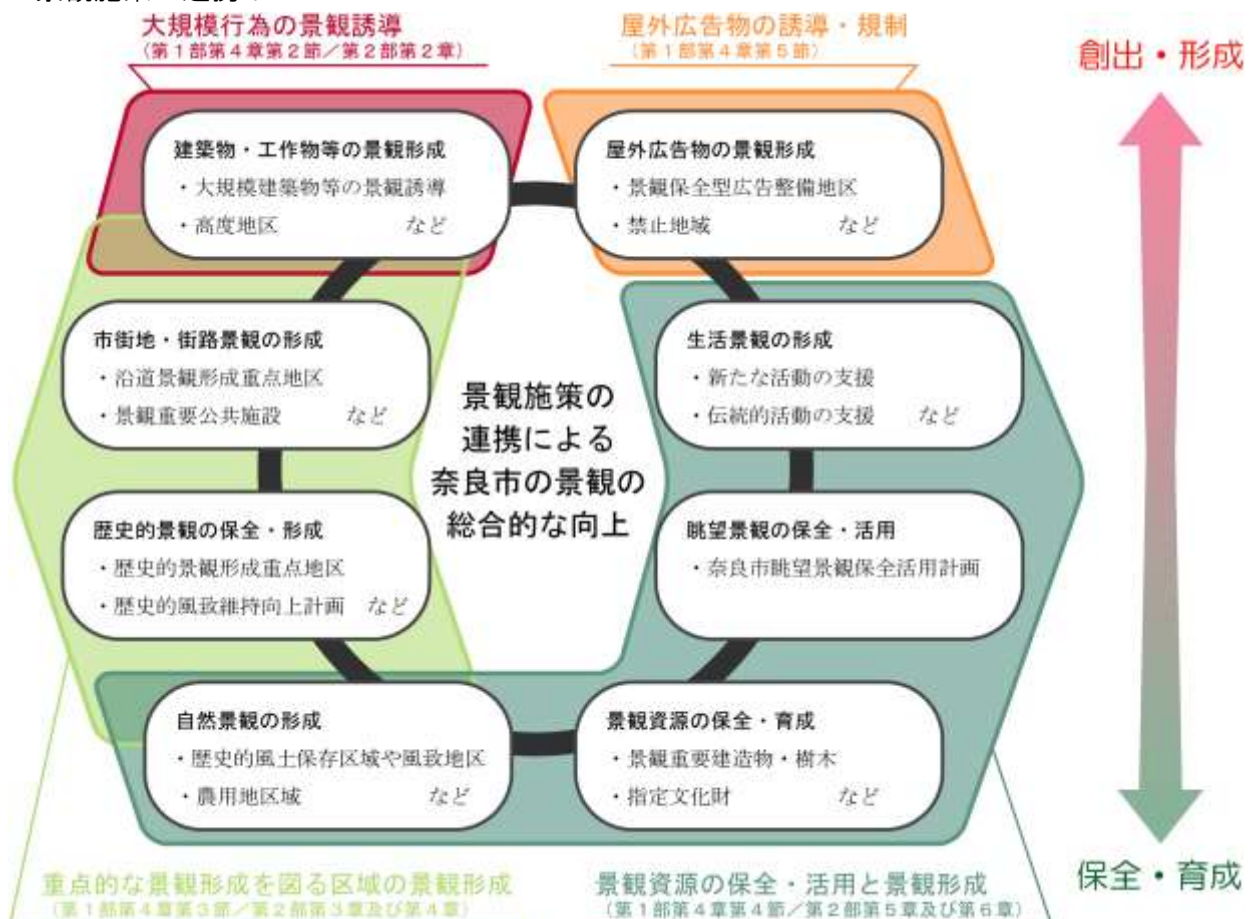 大規模行為の景観誘導
(第1部第4章第2節/第2部第2章)
屋外広告物の誘導・規制
(第1部第4章第5節)
創出・形成
建築物・工作物等の景観形成
・大規模建築物等の景観誘導
・高度地区 など
屋外広告物の景観形成
・景観保全型広告整備地区
・禁止地域 など
市街地・街路景観の形成
・沿道景観形成重点地区
・景観重要公共施設 など
生活景観の形成
・新たな活動の支援
・伝統的活動の支援 など
景観施策の
連携による
奈良市の景観の
総合的な向上
歴史的景観の保全・形成
・歴史的景観形成重点地区
・歴史的風致維持向上計画 など
眺望景観の保全・活用
・奈良市眺望景観保全活用計画
自然景観の形成
・歴史的風土保存区域や風致地区
・農用地区域 など
景観資源の保全・育成
・景観重要建造物・樹木
・指定文化財 など
重点的な景観形成を図る区域の景観形成
(第1部第4章第3節/第2部第3章及び第4章)
景観資源の保全・活用と景観形成
(第1部第4章第4節/第2部第5章及び第6章)
保全・育成